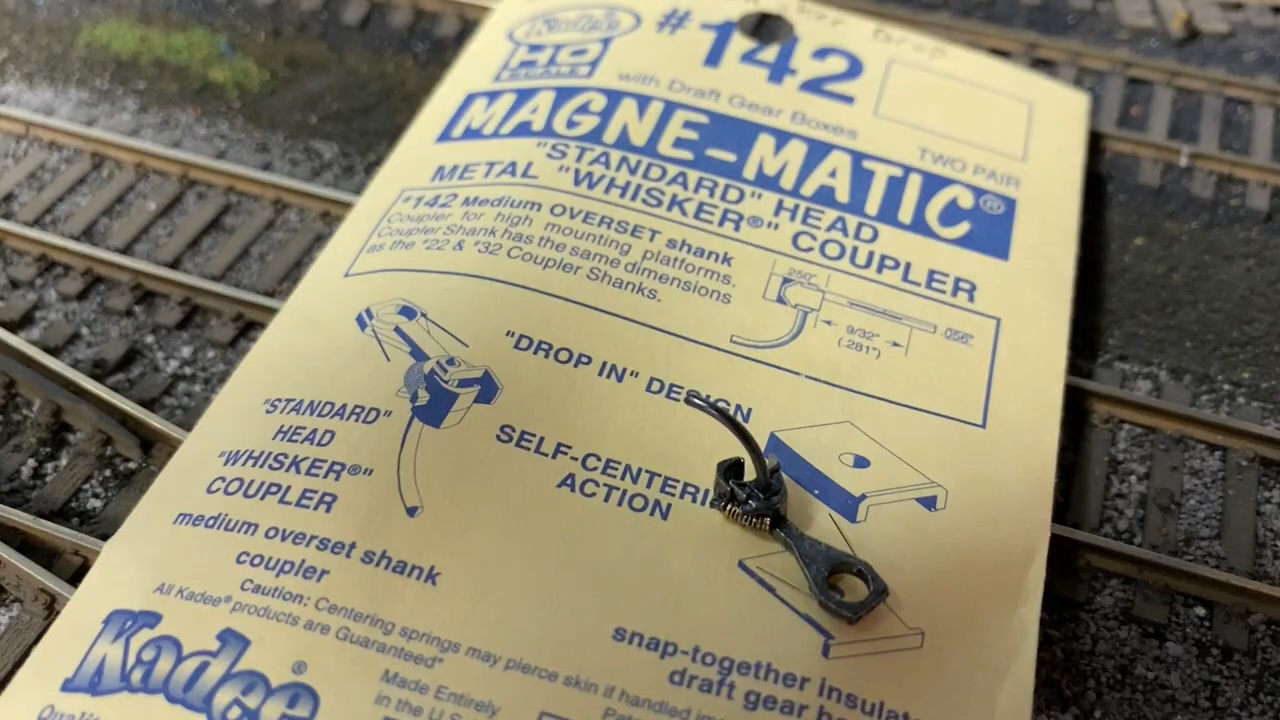 Kadee
HO
SCALE
#142
with Draft Gear Boxes
TWO PAIR
MAGNE-MATIC®
"STANDARD" HEAD
METAL "WHISKER®" COUPLER
#142 Medium OVERSET shank
Coupler for high mounting platforms.
Coupler Shank has the same dimensions
as the #22 & #32 Coupler Shanks.
.250"
9/32"
(.281")
.056"
"DROP IN" DESIGN
SELF-CENTERI
ACTION
"STANDARD"
HEAD
"WHISKER®"
COUPLER
medium overset shank
coupler
Caution: Centering springs may pierce skin if handled
All Kadee® products are Guaranteed"
snap-together
draft gear
Kadee®
Made Entirely
in the U.S.